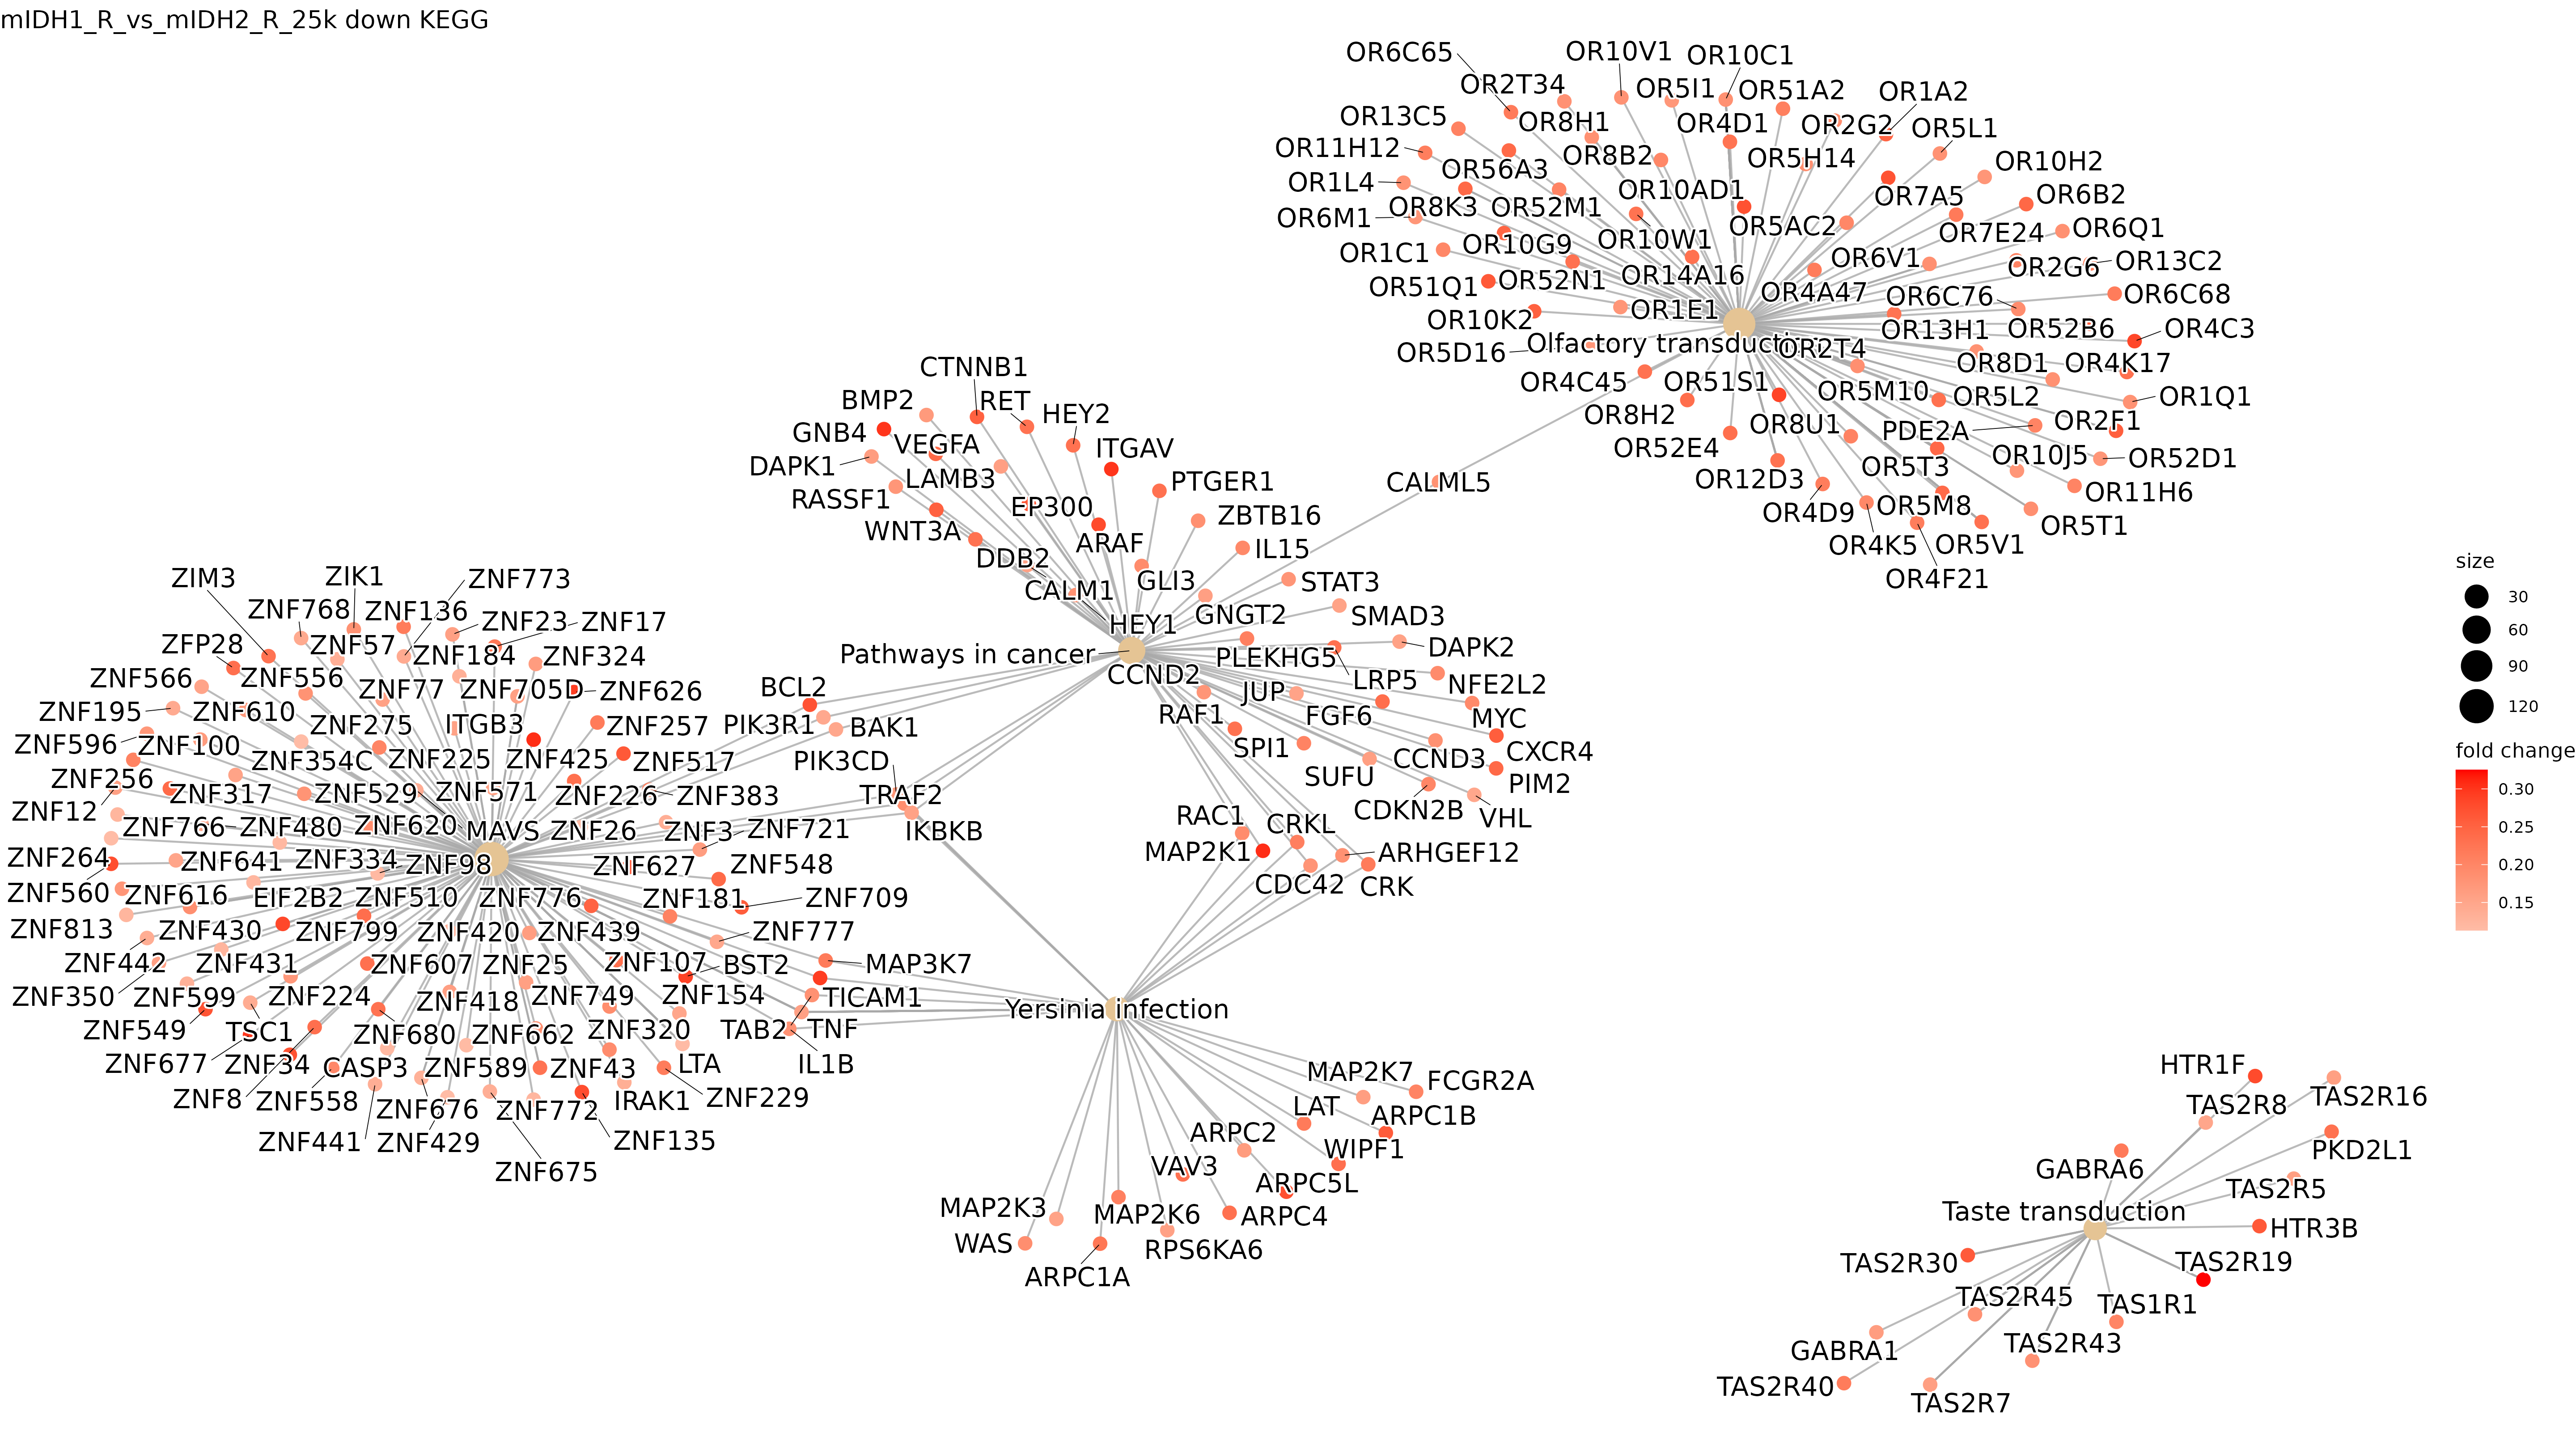 mIDH1_R_vs_mIDH2_R_25k down KEGG
OR6C65
OR10V1
OR10C1
OR2T34
OR5I1
OR51A2
OR1A2
OR13C5
OR8H1
OR4D1
OR2G2
OR5L1
OR11H12
OR56A3
OR8B2
OR5H14
OR10H2
OR1L4
OR10AD1
OR7A5
OR6B2
OR6M1
OR8K3
OR52M1
OR5AC2
OR7E24
OR6Q1
OR1C1
OR10G9
OR10W1
OR6V1
OR2G6
OR13C2
OR51Q1
OR52N1
OR14A16
OR4A47
OR6C76
OR6C68
OR10K2
OR1E1
OR13H1
OR52B6
OR4C3
OR5D16
Olfactory transduction
OR2T4
OR8D1
OR4K17
OR4C45
OR51S1
OR5M10
OR5L2
OR1Q1
OR8H2
OR8U1
PDE2A
OR2F1
OR52E4
OR5T3
OR10J5
OR52D1
OR12D3
OR4D9
OR5M8
OR11H6
OR4K5
OR5V1
OR5T1
OR4F21
CALML5
CTNNB1
BMP2
RET
HEY2
GNB4
VEGFA
ITGAV
DAPK1
LAMB3
PTGER1
RASSF1
EP300
ZBTB16
WNT3A
ARAF
IL15
DDB2
GLI3
STAT3
CALM1
GNGT2
SMAD3
HEY1
Pathways in cancer
PLEKHG5
DAPK2
CCND2
JUP
LRP5
NFE2L2
BCL2
RAF1
FGF6
MYC
PIK3R1
BAK1
SPI1
CCND3
CXCR4
PIK3CD
SUFU
PIM2
TRAF2
CDKN2B
VHL
IKBKB
RAC1
CRKL
MAP2K1
ARHGEF12
CDC42
CRK
ZIM3
ZIK1
ZNF773
ZNF768
ZNF136
ZNF23
ZNF17
ZFP28
ZNF57
ZNF184
ZNF324
ZNF566
ZNF556
ZNF77
ZNF705D
ZNF626
ZNF195
ZNF610
ZNF275
ITGB3
ZNF257
ZNF596
ZNF100
ZNF354C
ZNF225
ZNF425
ZNF517
ZNF256
ZNF317
ZNF529
ZNF571
ZNF226
ZNF383
ZNF12
ZNF766
ZNF480
ZNF620
MAVS
ZNF26
ZNF3
ZNF721
ZNF264
ZNF641
ZNF334
ZNF98
ZNF627
ZNF548
ZNF560
ZNF616
EIF2B2
ZNF510
ZNF776
ZNF181
ZNF709
ZNF813
ZNF430
ZNF799
ZNF420
ZNF439
ZNF777
ZNF442
ZNF431
ZNF607
ZNF25
ZNF107
BST2
MAP3K7
ZNF350
ZNF599
ZNF224
ZNF418
ZNF749
ZNF154
TICAM1
ZNF549
TSC1
ZNF680
ZNF662
ZNF320
TAB2
TNF
ZNF677
ZNF34
CASP3
ZNF589
ZNF43
LTA
IL1B
ZNF8
ZNF558
ZNF676
ZNF772
IRAK1
ZNF229
ZNF441
ZNF429
ZNF135
ZNF675
Yersinia infection
MAP2K7
FCGR2A
LAT
ARPC1B
ARPC2
WIPF1
VAV3
ARPC5L
MAP2K3
MAP2K6
ARPC4
WAS
RPS6KA6
ARPC1A
HTR1F
TAS2R8
TAS2R16
GABRA6
PKD2L1
TAS2R5
Taste transduction
HTR3B
TAS2R30
TAS2R19
TAS2R45
TAS1R1
GABRA1
TAS2R43
TAS2R40
TAS2R7
size
30
60
90
120
fold change
0.30
0.25
0.20
0.15